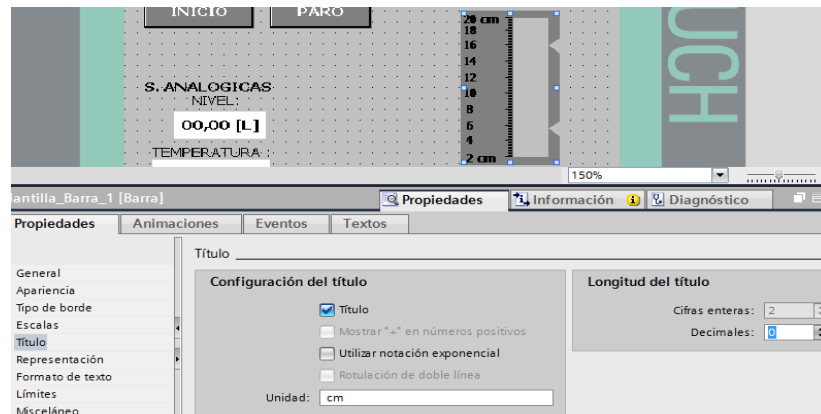 INICIO PARO
20 cm
18
16
14
12
10
8
6
4
2 cm
S. ANALOGICAS
NIVEL:
00,00 [L]
TEMPERATURA :
UCH
150%
lantilla_Barra_1 [Barra]
Propiedades Información Diagnóstico
Propiedades Animaciones Eventos Textos
General
Apariencia
Tipo de borde
Escalas
Título
Representación
Formato de texto
Límites
Misceláneo
Título
Configuración del título
Título
Mostrar "+" en números positivos
Utilizar notación exponencial
Rotulación de doble línea
Unidad: cm
Longitud del título
Cifras enteras: 2
Decimales: 0